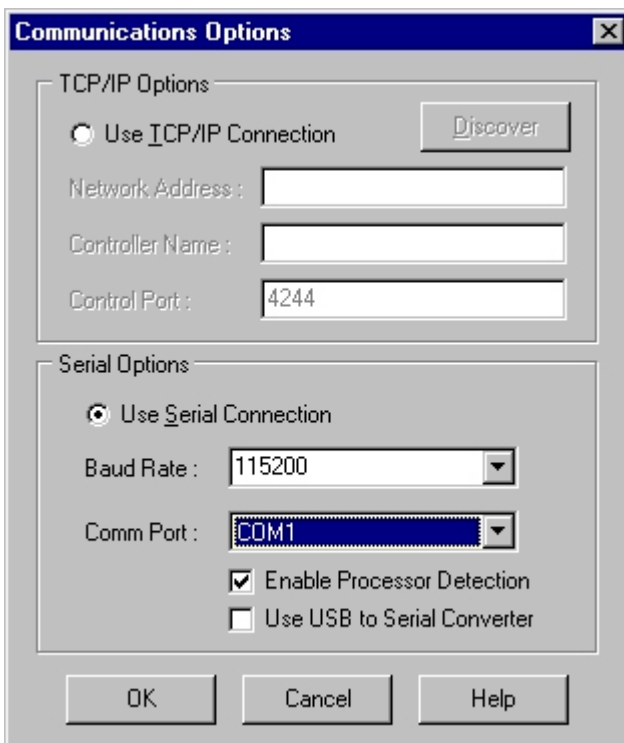 Communications Options
TCP/IP Options
Use TCP/IP Connection
Discover
Network Address :
Controller Name :
Control Port :
4244
Serial Options
Use Serial Connection
Baud Rate :
115200
Comm Port :
COM1
Enable Processor Detection
Use USB to Serial Converter
OK
Cancel
Help